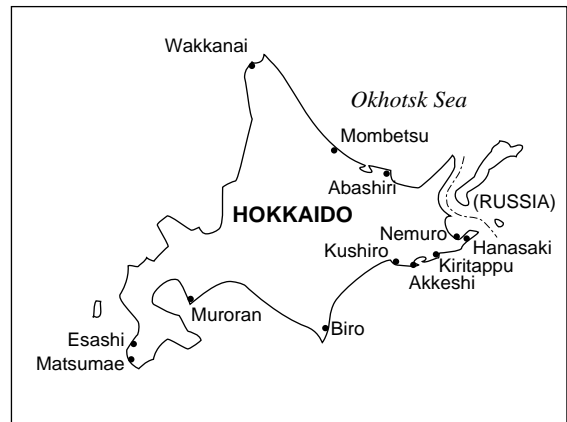 Wakkanai
Okhotsk Sea
Mombetsu
Abashiri
(RUSSIA)
HOKKAIDO
Nemuro
Hanasaki
Kushiro
Kiritappu
Akkeshi
Muroran
Biro
Esashi
Matsumae